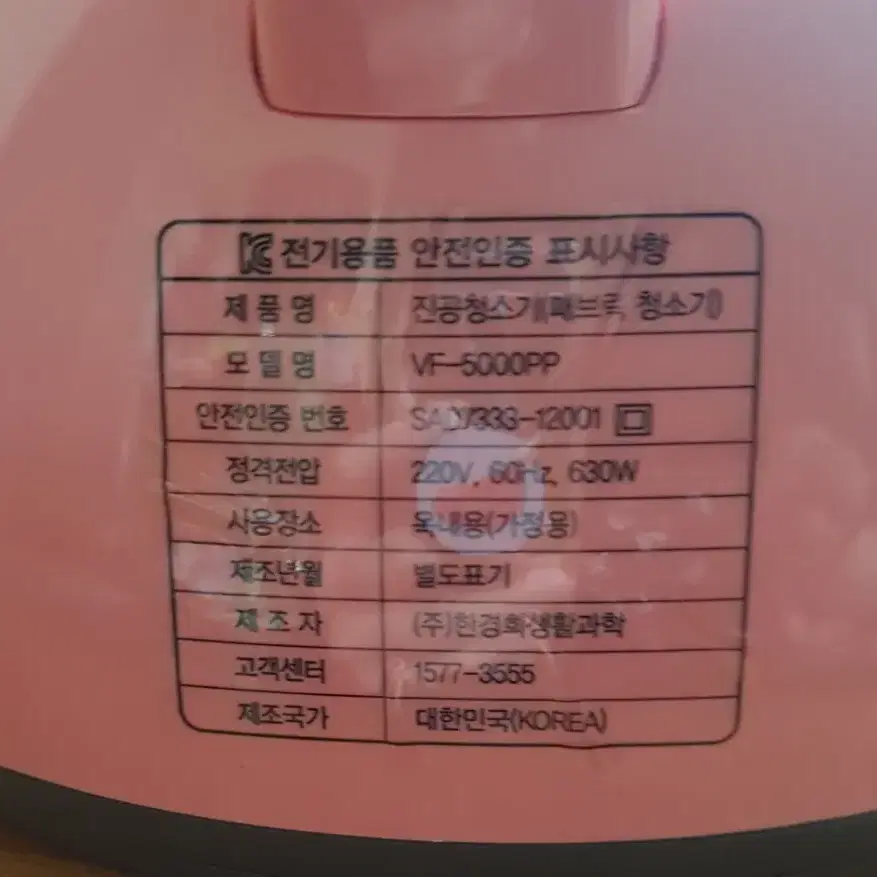 전기용품 안전인증 표시사항
제품명 진공청소기(패브릭 청소기)
모델명 VF-5000PP
안전인증 번호 -12001
정격전압 220V, 60Hz, 630W
사용장소 옥내용(가정용)
제조년월 별도표기
제조자 (주)한경희생활과학
고객센터 1577-3555
제조국가 대한민국(KOREA)